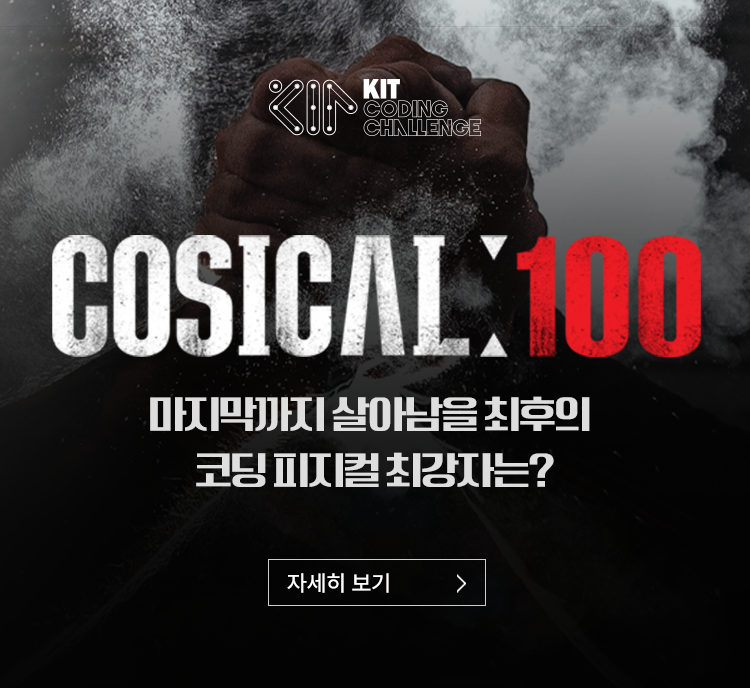 KIT
CODING
CHALLENGE
COSICAL:100
마지막까지 살아남을 최후의
코딩 피지컬 최강자는?
자세히 보기 >